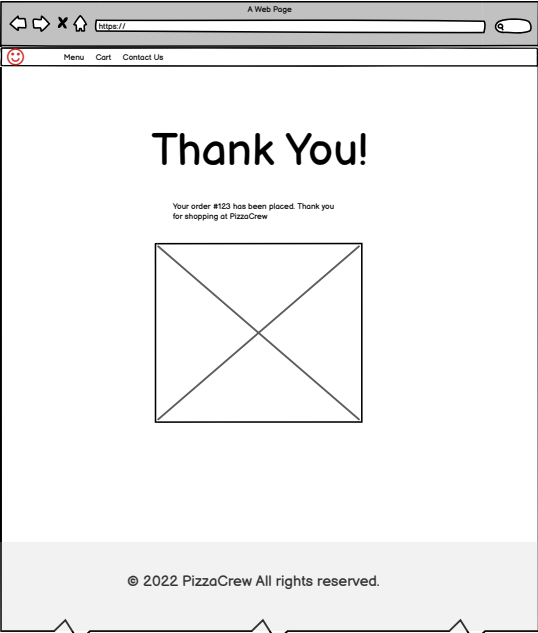 A Web Page
https://
Menu Cart Contact Us
Thank You!
Your order #123 has been placed. Thank you
for shopping at PizzaCrew
© 2022 PizzaCrew All rights reserved.